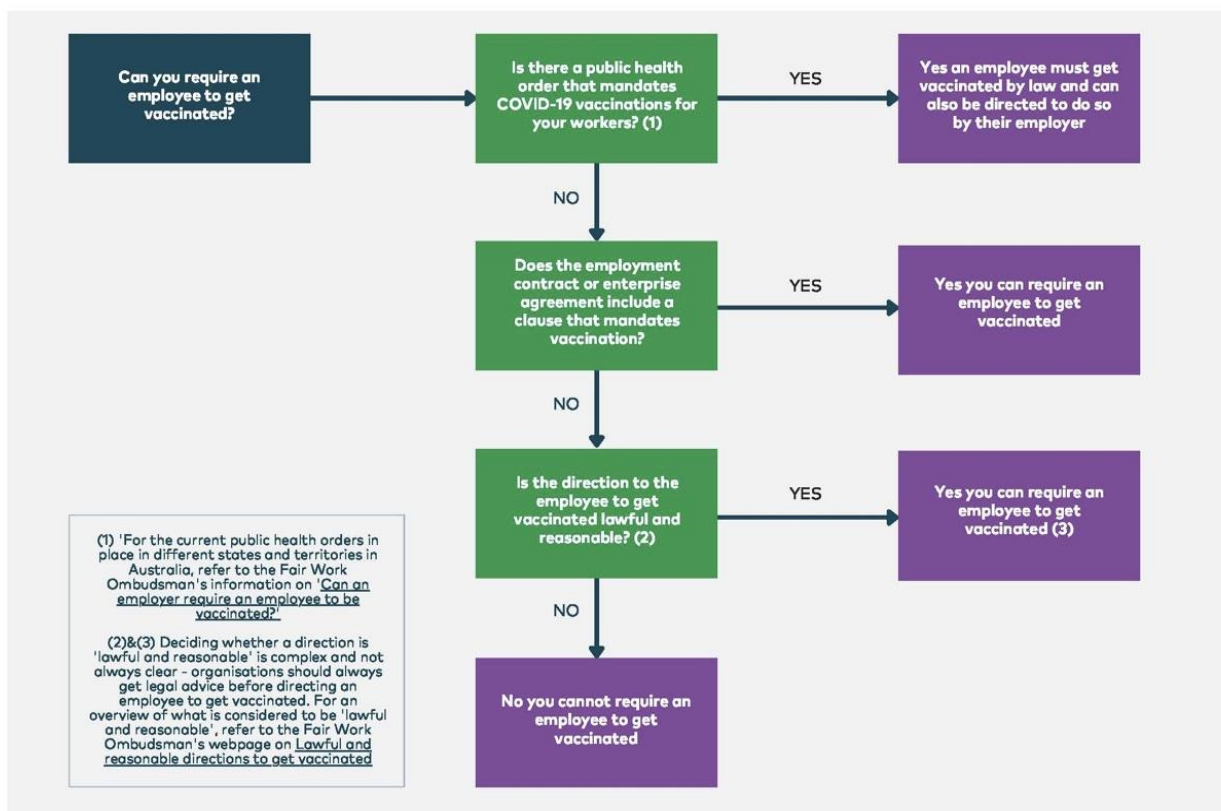 Can you require an
employee to get
vaccinated?
Is there a public health
order that mandates
COVID-19 vaccinations for
your workers? (1)
YES
Yes an employee must get
vaccinated by law and can
also be directed to do so
by their employer
NO
Does the employment
contract or enterprise
agreement include a
clause that mandates
vaccination?
YES
Yes you can require an
employee to get
vaccinated
NO
Is the direction to the
employee to get
vaccinated lawful and
reasonable? (2)
YES
Yes you can require an
employee to get
vaccinated (3)
NO
No you cannot require an
employee to get
vaccinated
(1) 'For the current public health orders in
place in different states and territories in
Australia, refer to the Fair Work
Ombudsman's information on 'Can an
employer require an employee to be
vaccinated?'
(2)&(3) Deciding whether a direction is
'lawful and reasonable' is complex and not
always clear - organisations should always
get legal advice before directing an
employee to get vaccinated. For an
overview of what is considered to be 'lawful
and reasonable', refer to the Fair Work
Ombudsman's webpage on Lawful and
reasonable directions to get vaccinated